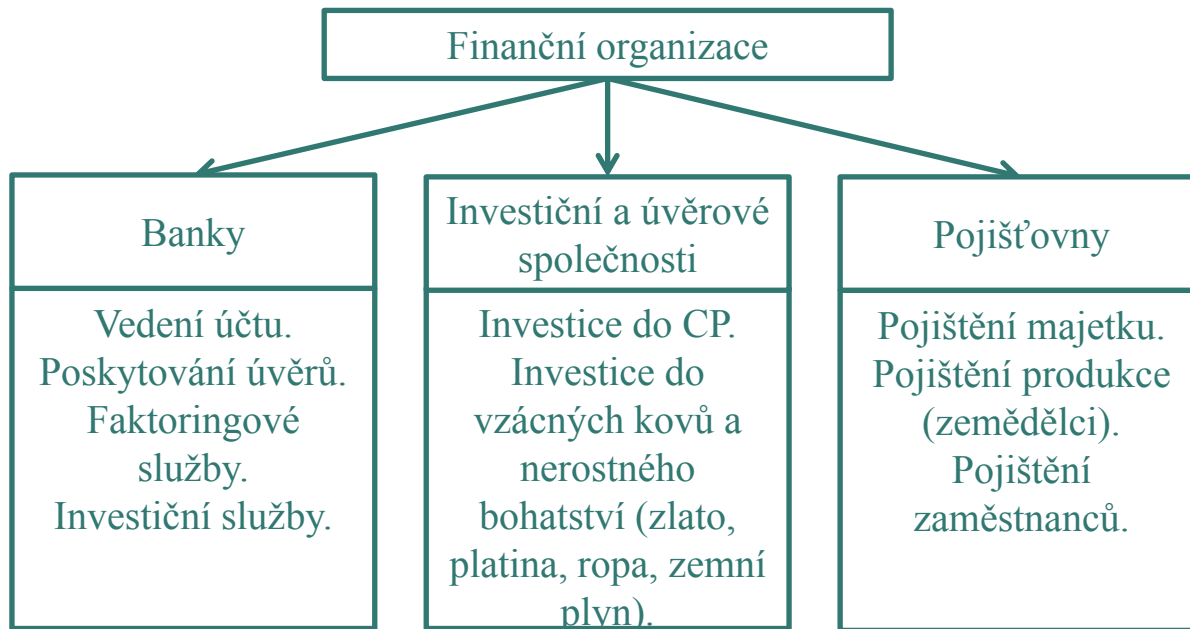 Finanční organizace
Banky
Vedení účtu.
Poskytování úvěrů.
Faktoringové
služby.
Investiční služby.
Investiční a úvěrové
společnosti
Investice do CP.
Investice do
vzácných kovů a
nerostného
bohatství (zlato,
platina, ropa, zemní
plyn).
Pojišťovny
Pojištění majetku.
Pojištění produkce
(zemědělci).
Pojištění
zaměstnanců.